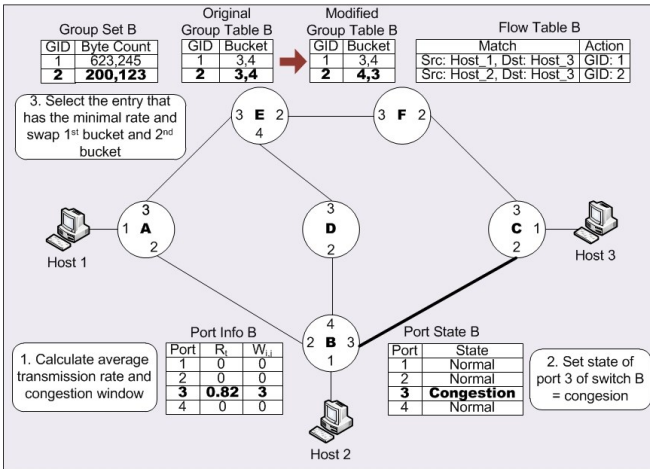 Group Set B
GID Byte Count
1 623,245
2 200,123
Original
Group Table B
GID Bucket
1 3,4
2 3,4
Modified
Group Table B
GID Bucket
1 3,4
2 4,3
Flow Table B
Match Action
Src: Host_1, Dst: Host_3 GID: 1
Src: Host_2, Dst: Host_3 GID: 2
3. Select the entry that
has the minimal rate and
swap 1st bucket and 2nd
bucket
3 E 2
4
3 F 2
3
1 A
2
Host 1
3
D
2
3
C 1
2
Host 3
4
2 B 3
1
Host 2
1. Calculate average
transmission rate and
congestion window
Port Info B
Port Rt Wi,j
1 0 0
2 0 0
3 0.82 3
4 0 0
Port State B
Port State
1 Normal
2 Normal
3 Congestion
4 Normal
2. Set state of
port 3 of switch B
= congesion